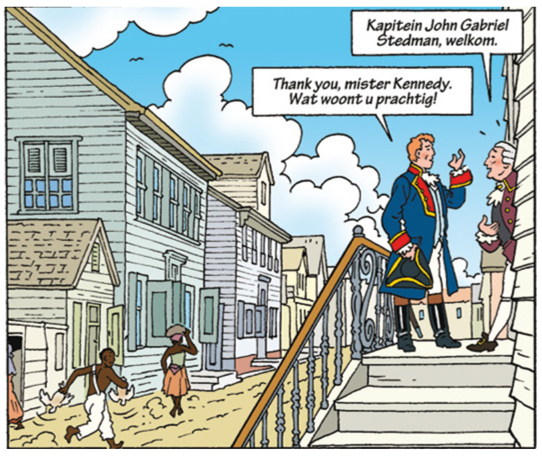 Kapitein John Gabriel
Stedman, welkom.
Thank you, mister Kennedy.
Wat woont u prachtig!